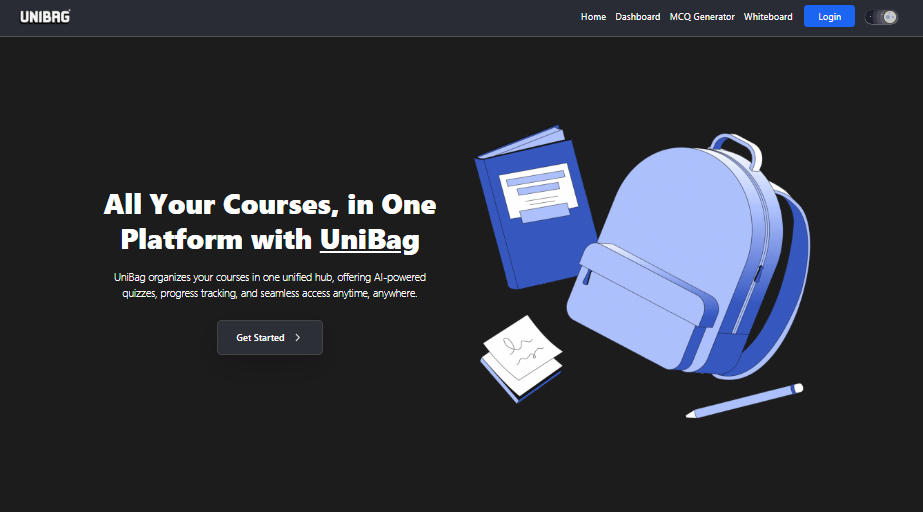 UNIBAG
Home Dashboard MCQ Generator Whiteboard Login
All Your Courses, in One
Platform with UniBag
UniBag organizes your courses in one unified hub, offering AI-powered
quizzes, progress tracking, and seamless access anytime, anywhere.
Get Started